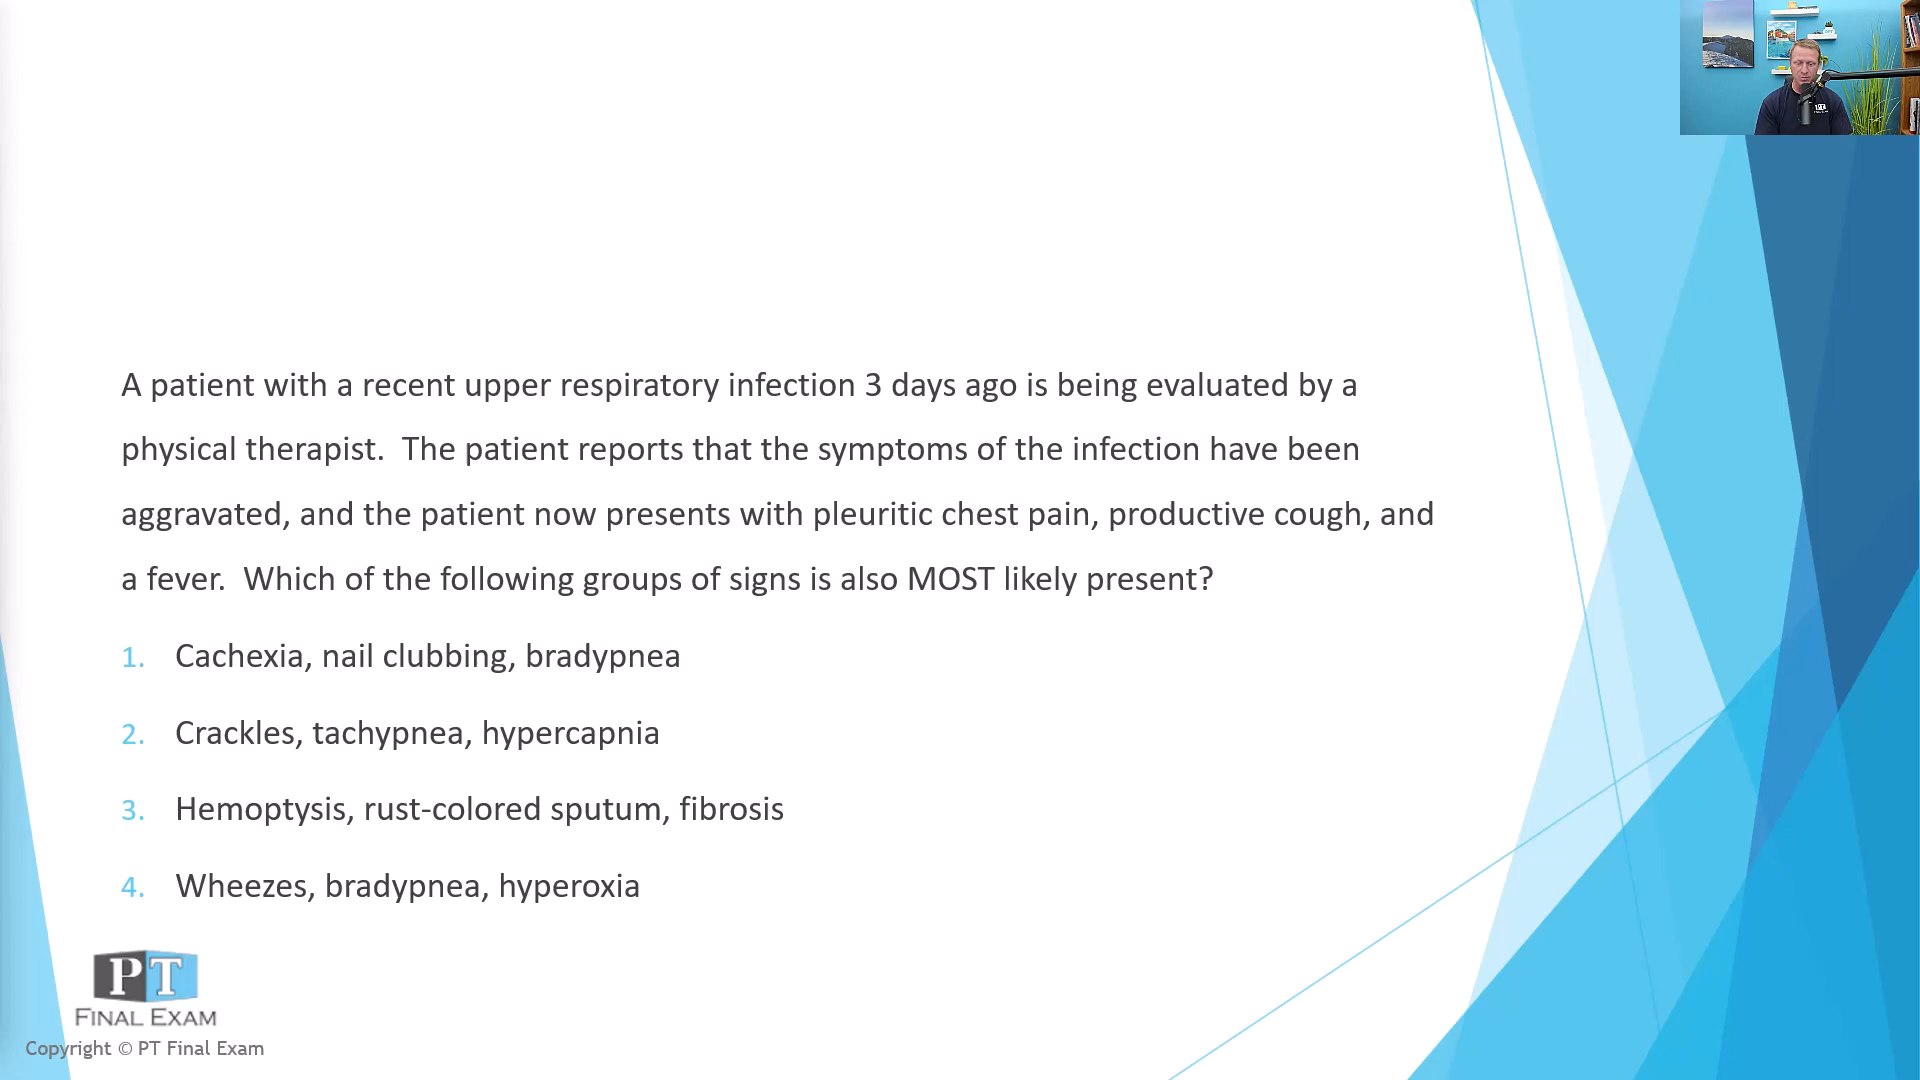 A patient with a recent upper respiratory infection 3 days ago is being evaluated by a
physical therapist.  The patient reports that the symptoms of the infection have been
aggravated, and the patient now presents with pleuritic chest pain, productive cough, and
a fever.  Which of the following groups of signs is also MOST likely present?
1. Cachexia, nail clubbing, bradypnea
2. Crackles, tachypnea, hypercapnia
3. Hemoptysis, rust-colored sputum, fibrosis
4. Wheezes, bradypnea, hyperoxia
PT
FINAL EXAM
Copyright © PT Final Exam